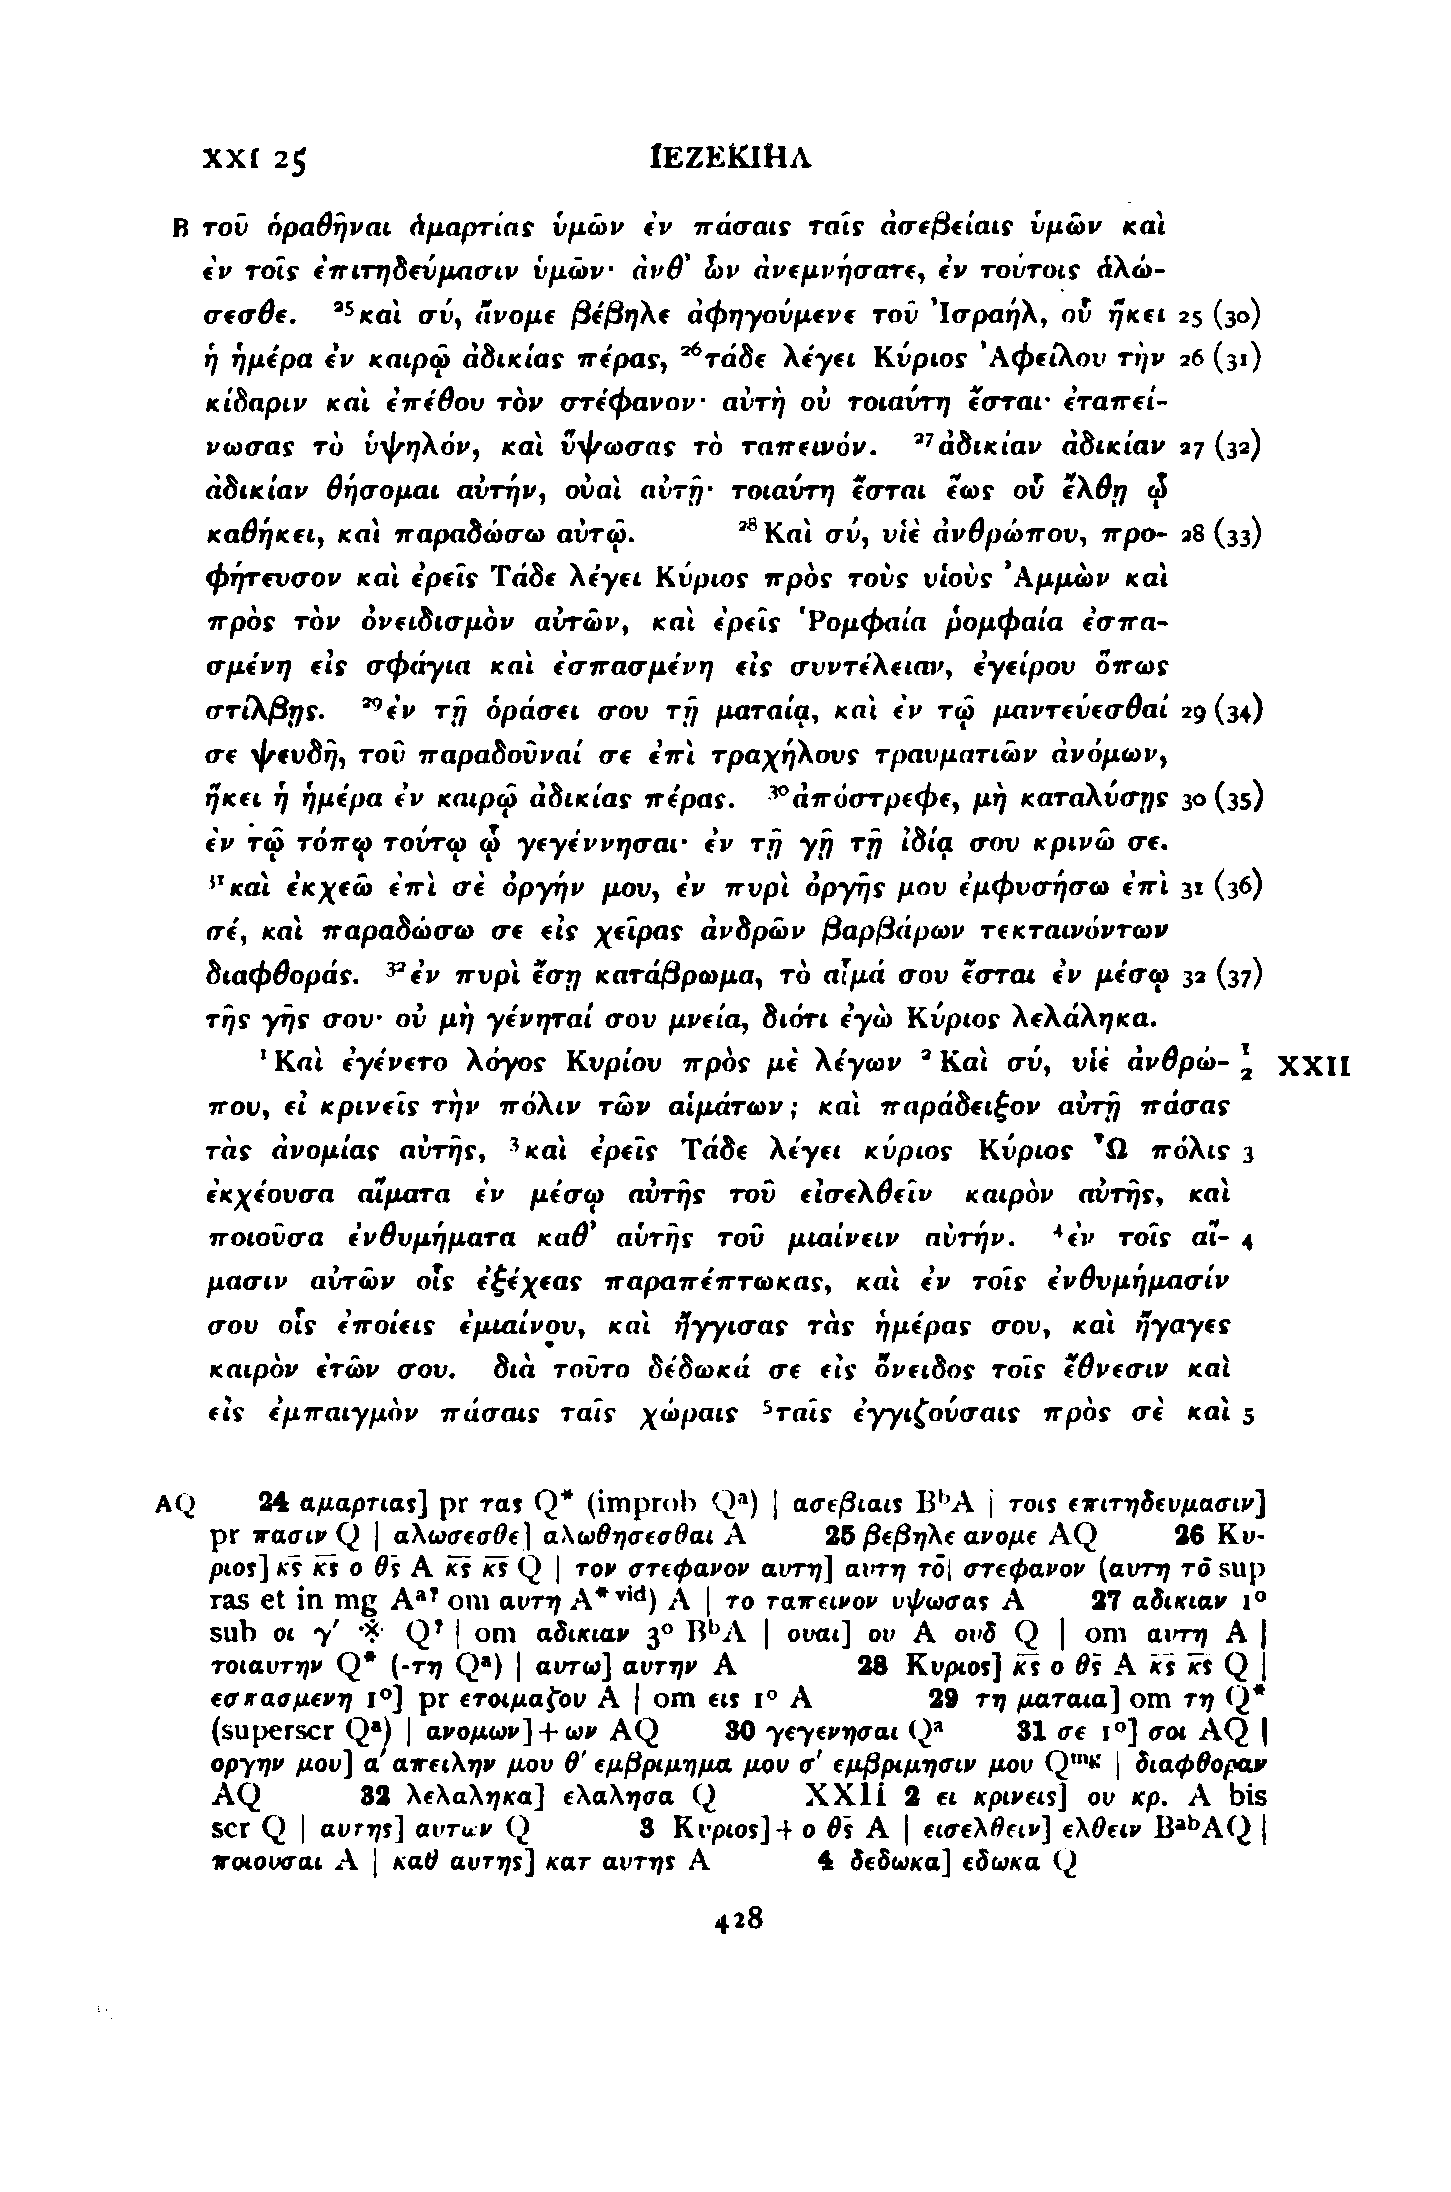 XXI 25 ΙΕΖΕΚΙΗΛ
B τοῦ ὁραθῆναι ἁμαρτίας ὑμῶν ἐν πάσαις ταῖς ἀσεβείαις ὑμῶν καὶ
ἐν τοῖς ἐπιτηδεύμασιν ὑμῶν· ἀνθ’ ὧν ἀνεμνήσατε, ἐν τούτοις ἁλώ-
σεσθε. ²⁵καὶ σύ, ἄνομε βέβηλε ἀφηγούμενε τοῦ Ἰσραήλ, οὗ ἥκει 25 (30)
ἡ ἡμέρα ἐν καιρῷ ἀδικίας πέρας, ²⁶τάδε λέγει Κύριος Ἀφείλου τὴν 26 (31)
κίδαριν καὶ ἐπέθου τὸν στέφανον· αὐτὴ οὐ τοιαύτη ἔσται· ἐταπεί-
νωσας τὸ ὑψηλόν, καὶ ὕψωσας τὸ ταπεινόν. ²⁷ἀδικίαν ἀδικίαν 27 (32)
ἀδικίαν θήσομαι αὐτήν, οὐαὶ αὐτῇ· τοιαύτη ἔσται ἕως οὗ ἔλθῃ ᾧ
καθήκει, καὶ παραδώσω αὐτῷ. ²⁸Καὶ σύ, υἱὲ ἀνθρώπου, προ- 28 (33)
φήτευσον καὶ ἐρεῖς Τάδε λέγει Κύριος πρὸς τοὺς υἱοὺς Ἀμμὼν καὶ
πρὸς τὸν ὀνειδισμὸν αὐτῶν, καὶ ἐρεῖς Ῥομφαία ῥομφαία ἐσπα-
σμένη εἰς σφάγια καὶ ἐσπασμένη εἰς συντέλειαν, ἐγείρου ὅπως
στίλβῃς. ²⁹ἐν τῇ ὁράσει σου τῇ ματαίᾳ, καὶ ἐν τῷ μαντεύεσθαί 29 (34)
σε ψευδῆ, τοῦ παραδοῦναί σε ἐπὶ τραχήλους τραυματιῶν ἀνόμων,
ἥκει ἡ ἡμέρα ἐν καιρῷ ἀδικίας πέρας. ³⁰ἀπόστρεφε, μὴ καταλύσῃς 30 (35)
ἐν τῷ τόπῳ τούτῳ ᾧ γεγέννησαι· ἐν τῇ γῇ τῇ ἰδίᾳ σου κρινῶ σε.
³¹καὶ ἐκχεῶ ἐπὶ σὲ ὀργήν μου, ἐν πυρὶ ὀργῆς μου ἐμφυσήσω ἐπὶ 31 (36)
σέ, καὶ παραδώσω σε εἰς χεῖρας ἀνδρῶν βαρβάρων τεκταινόντων
διαφθοράς. ³²ἐν πυρὶ ἔσῃ κατάβρωμα, τὸ αἷμά σου ἔσται ἐν μέσῳ 32 (37)
τῆς γῆς σου· οὐ μὴ γένηταί σου μνεία, διότι ἐγὼ Κύριος λελάληκα.
¹Καὶ ἐγένετο λόγος Κυρίου πρὸς μὲ λέγων ²Καὶ σύ, υἱὲ ἀνθρώ- 1 2 XXII
που, εἰ κρινεῖς τὴν πόλιν τῶν αἱμάτων; καὶ παράδειξον αὐτῇ πάσας
τὰς ἀνομίας αὐτῆς, ³καὶ ἐρεῖς Τάδε λέγει κύριος Κύριος Ὦ πόλις 3
ἐκχέουσα αἵματα ἐν μέσῳ αὐτῆς τοῦ εἰσελθεῖν καιρὸν αὐτῆς, καὶ
ποιοῦσα ἐνθυμήματα καθ’ αὑτῆς τοῦ μιαίνειν αὐτήν. ⁴ἐν τοῖς αἵ- 4
μασιν αὐτῶν οἷς ἐξέχεας παραπέπτωκας, καὶ ἐν τοῖς ἐνθυμήμασίν
σου οἷς ἐποίεις ἐμιαίνου, καὶ ἤγγισας τὰς ἡμέρας σου, καὶ ἤγαγες
καιρὸν ἐτῶν σου. διὰ τοῦτο δέδωκά σε εἰς ὄνειδος τοῖς ἔθνεσιν καὶ
εἰς ἐμπαιγμὸν πάσαις ταῖς χώραις ⁵ταῖς ἐγγιζούσαις πρὸς σὲ καὶ 5
AQ 24 αμαρτιας] pr τας Q* (improb Qᵃ) | ασεβιαις BᵇA | τοις επιτηδευμασιν]
pr πασιν Q | αλωσεσθε] αλωθησεσθαι A 25 βεβηλε ανομε AQ 26 Κυ-
ριος] κ̅ς̅ κ̅ς̅ ο θ̅ς̅ A κ̅ς̅ κ̅ς̅ Q | τον στεφανον αυτη] αυτη το̅| στεφανον (αυτη το̅ sup
ras et in mg Aᵃ? om αυτη A*ᵛⁱᵈ) A | το ταπεινον υψωσας A 27 αδικιαν 1°
sub οι γ′ ※ Q? | om αδικιαν 3° BᵇA | ουαι] ου A ουδ Q | om αυτη A |
τοιαυτην Q* (-τη Qᵃ) | αυτω] αυτην A 28 Κυριος] κ̅ς̅ ο θ̅ς̅ A κ̅ς̅ κ̅ς̅ Q |
εσπασμενη 1°] pr ετοιμαζου A | om εις 1° A 29 τη ματαια] om τη Q*
(superscr Qᵃ) | ανομων]+ων AQ 30 γεγενησαι Qᵃ 31 σε 1°] σοι AQ |
οργην μου] α′ απειλην μου θ′ εμβριμημα μου σ′ εμβριμησιν μου Qᵐᵍ | διαφθοραν
AQ 32 λελαληκα] ελαλησα Q XXII 2 ει κρινεις] ου κρ. A bis
scr Q | αυτης] αυτων Q 3 Κυριος]+ο θ̅ς̅ A | εισελθειν] ελθειν BᵃᵇAQ |
ποιουσαι A | καθ αυτης] κατ αυτης A 4 δεδωκα] εδωκα Q
428